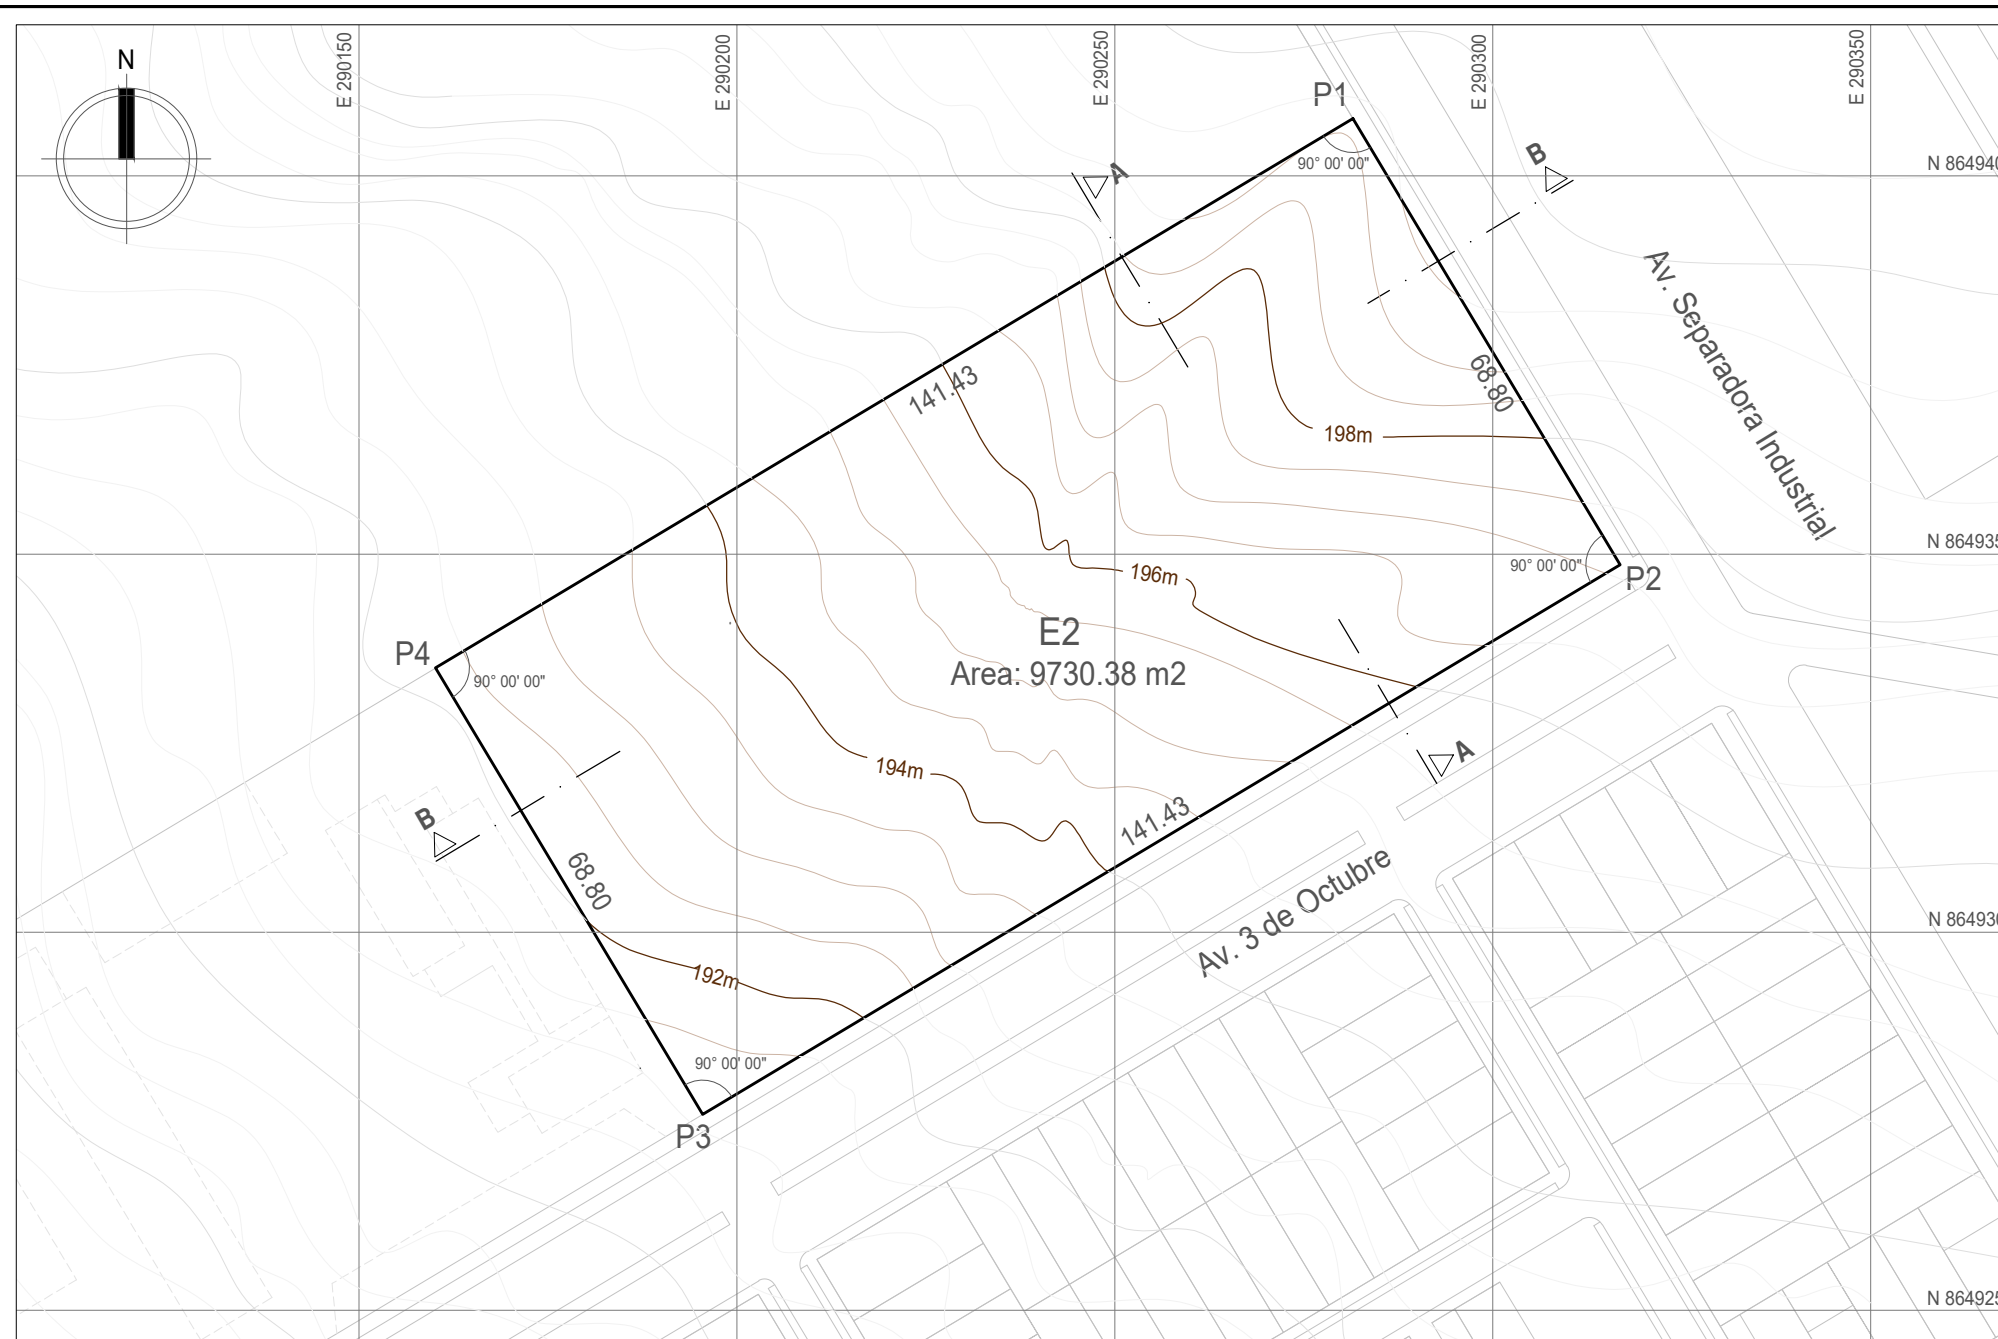 N
E 290150
E 290200
E 290250
E 290300
E 290350
P1
90° 00' 00"
A
B
N 864940
Av. Separadora Industrial
141.43
68.80
198m
N 864935
196m
90° 00' 00"
P2
E2
Area: 9730.38 m2
P4
90° 00' 00"
194m
A
B
141.43
68.80
Av. 3 de Octubre
N 864930
192m
90° 00' 00"
P3
N 864925